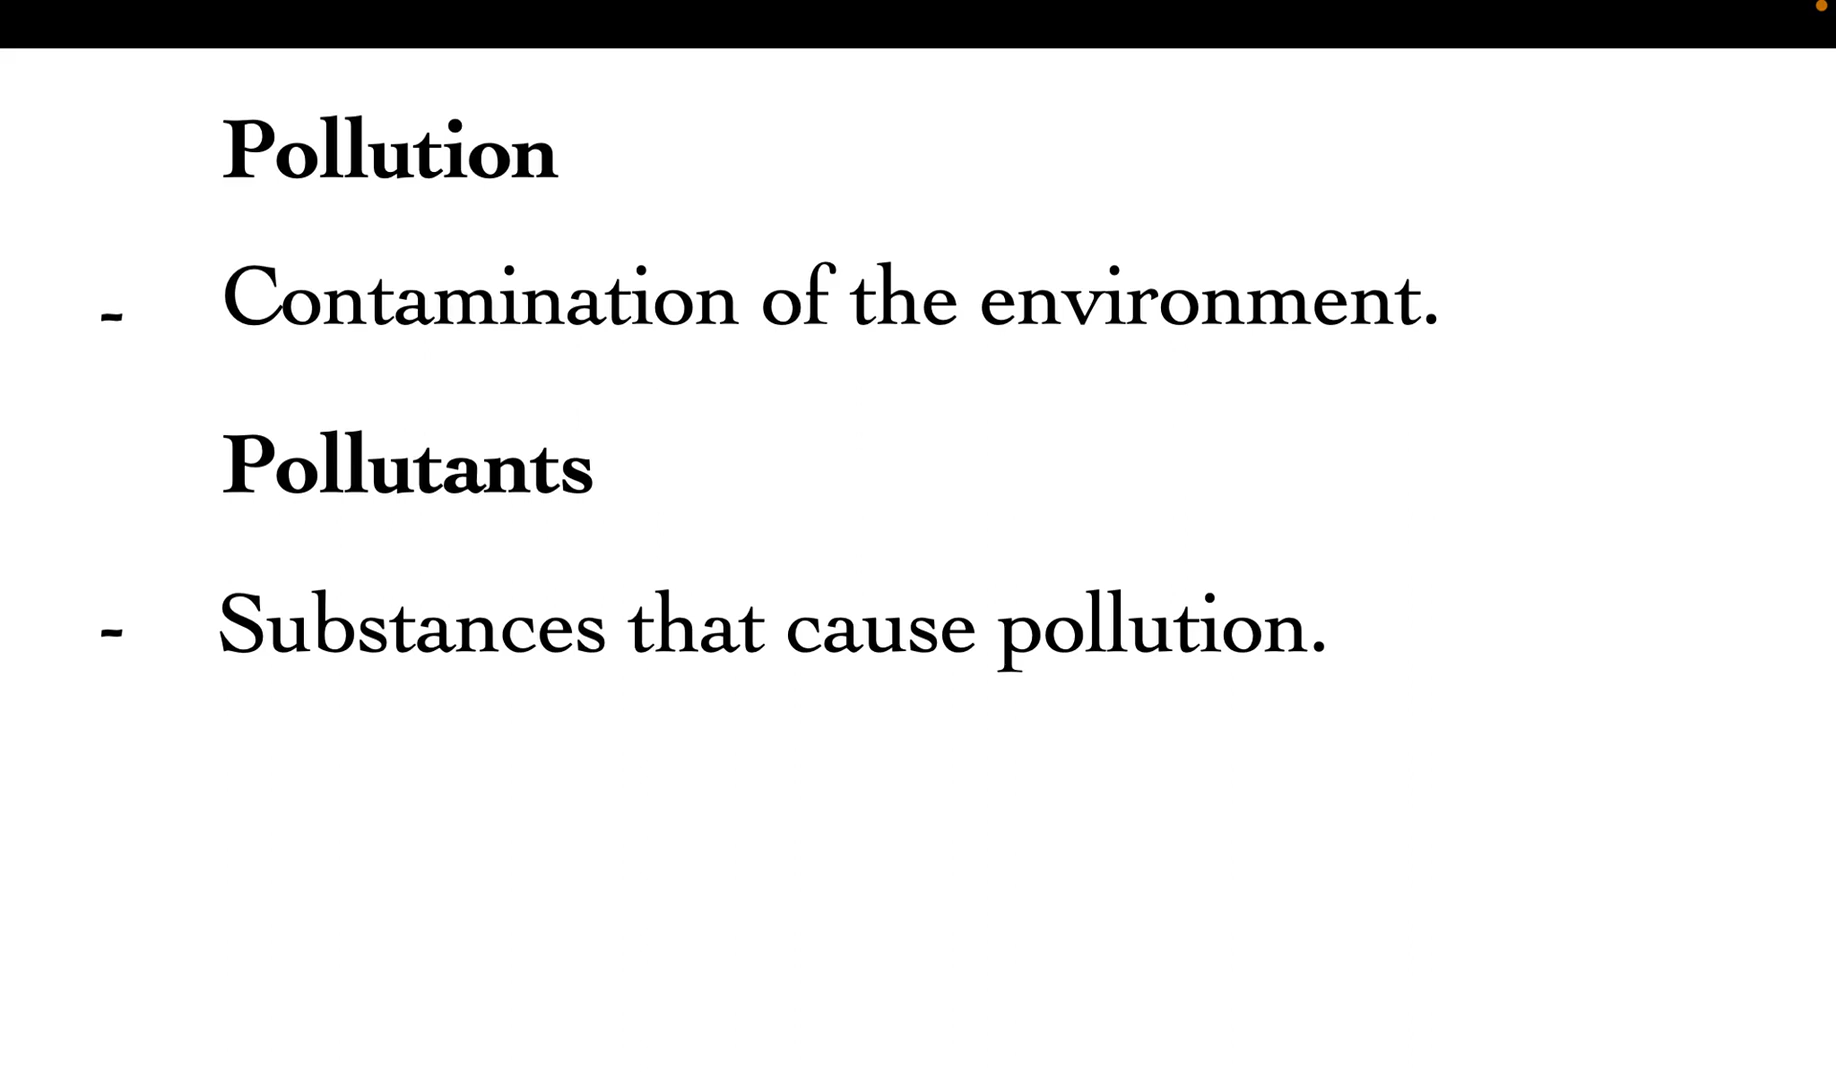 Pollution
- Contamination of the environment.
Pollutants
- Substances that cause pollution.